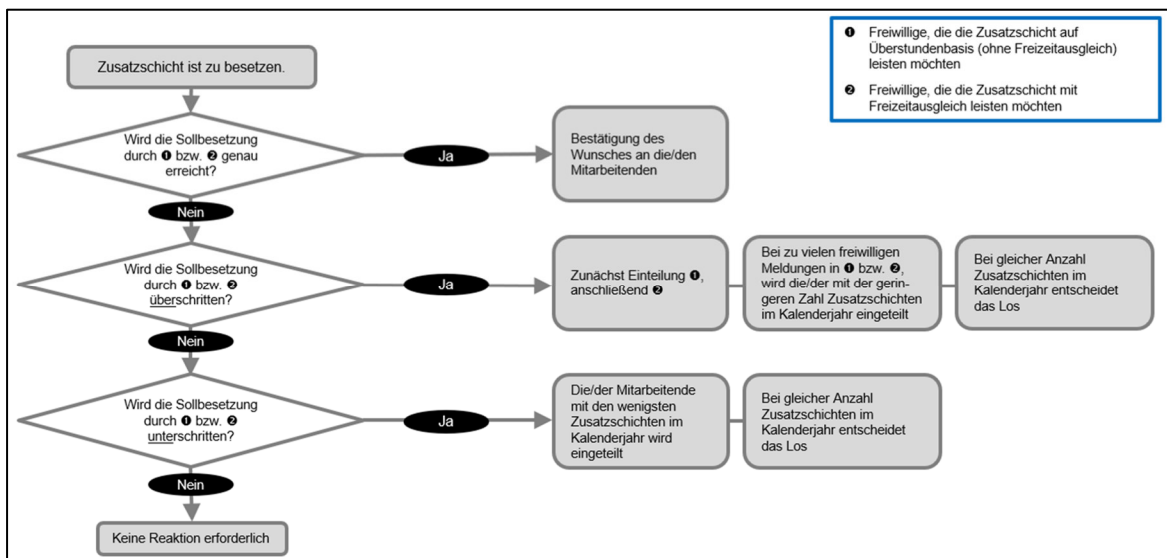 Zusatzschicht ist zu besetzen.
❶ Freiwillige, die die Zusatzschicht auf
Überstundenbasis (ohne Freizeitausgleich)
leisten möchten
❷ Freiwillige, die die Zusatzschicht mit
Freizeitausgleich leisten möchten
Wird die Sollbesetzung
durch ❶ bzw. ❷ genau
erreicht?
Ja
Bestätigung des
Wunsches an die/den
Mitarbeitenden
Nein
Wird die Sollbesetzung
durch ❶ bzw. ❷
überschritten?
Ja
Zunächst Einteilung ❶,
anschließend ❷
Bei zu vielen freiwilligen
Meldungen in ❶ bzw. ❷,
wird die/der mit der gerin-
geren Zahl Zusatzschichten
im Kalenderjahr eingeteilt
Bei gleicher Anzahl
Zusatzschichten im
Kalenderjahr entscheidet
das Los
Nein
Wird die Sollbesetzung
durch ❶ bzw. ❷
unterschritten?
Ja
Die/der Mitarbeitende
mit den wenigsten
Zusatzschichten im
Kalenderjahr wird
eingeteilt
Bei gleicher Anzahl
Zusatzschichten im
Kalenderjahr entscheidet
das Los
Nein
Keine Reaktion erforderlich